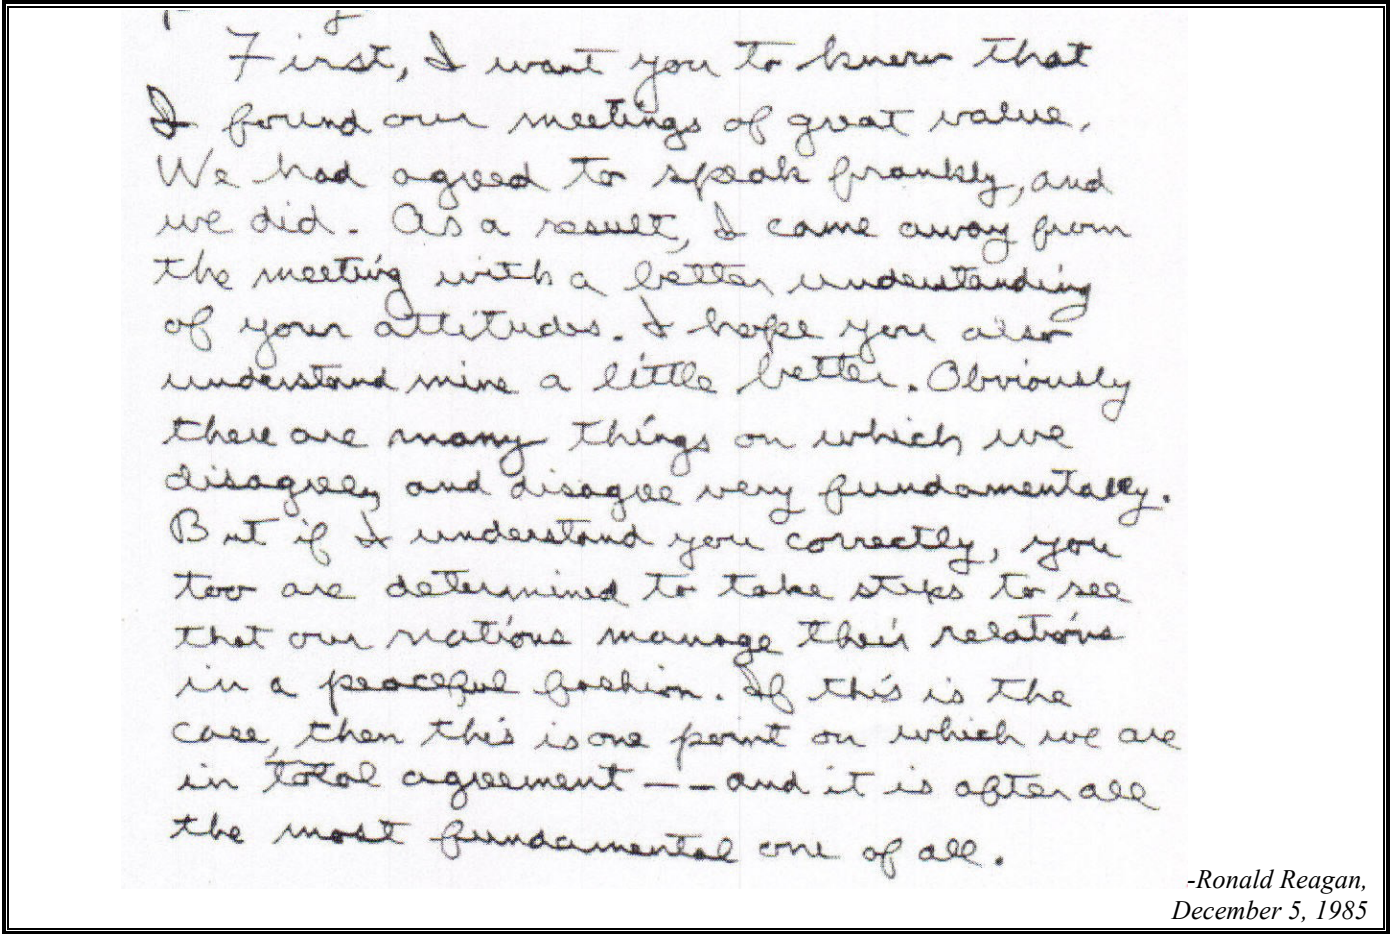 First, I want you to know that
I found our meetings of great value.
We had agreed to speak frankly, and
we did. As a result, I came away from
the meeting with a better understanding
of your attitudes. I hope you also
understand mine a little better. Obviously
there are many things on which we
disagree, and disagree very fundamentally.
But if I understand you correctly, you
too are determined to take steps to see
that our nations manage their relations
in a peaceful fashion. If this is the
case, then this is one point on which we are
in total agreement -- and it is after all
the most fundamental one of all.
-Ronald Reagan,
December 5, 1985